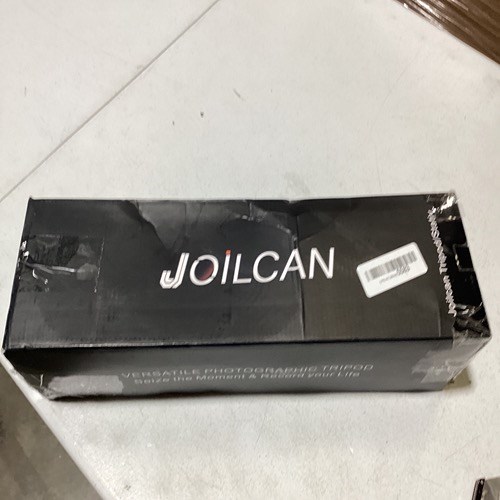 JOILCAN
VERSATILE PHOTOGRAPHIC TRIPOD
Seize the Moment & Record your Life
Joilcan Tripod